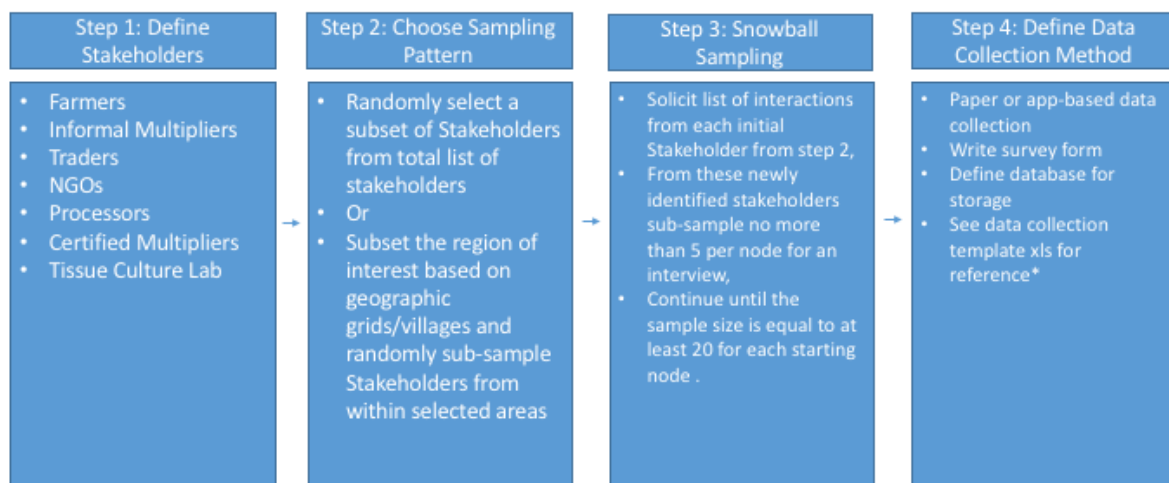 Step 1: Define
Stakeholders
• Farmers
• Informal Multipliers
• Traders
• NGOs
• Processors
• Certified Multipliers
• Tissue Culture Lab
Step 2: Choose Sampling
Pattern
• Randomly select a
subset of Stakeholders
from total list of
stakeholders
• Or
• Subset the region of
interest based on
geographic
grids/villages and
randomly sub-sample
Stakeholders from
within selected areas
Step 3: Snowball
Sampling
• Solicit list of interactions
from each initial
Stakeholder from step 2,
• From these newly
identified stakeholders
sub-sample no more
than 5 per node for an
interview,
• Continue until the
sample size is equal to at
least 20 for each starting
node .
Step 4: Define Data
Collection Method
• Paper or app-based data
collection
• Write survey form
• Define database for
storage
• See data collection
template xls for
reference*